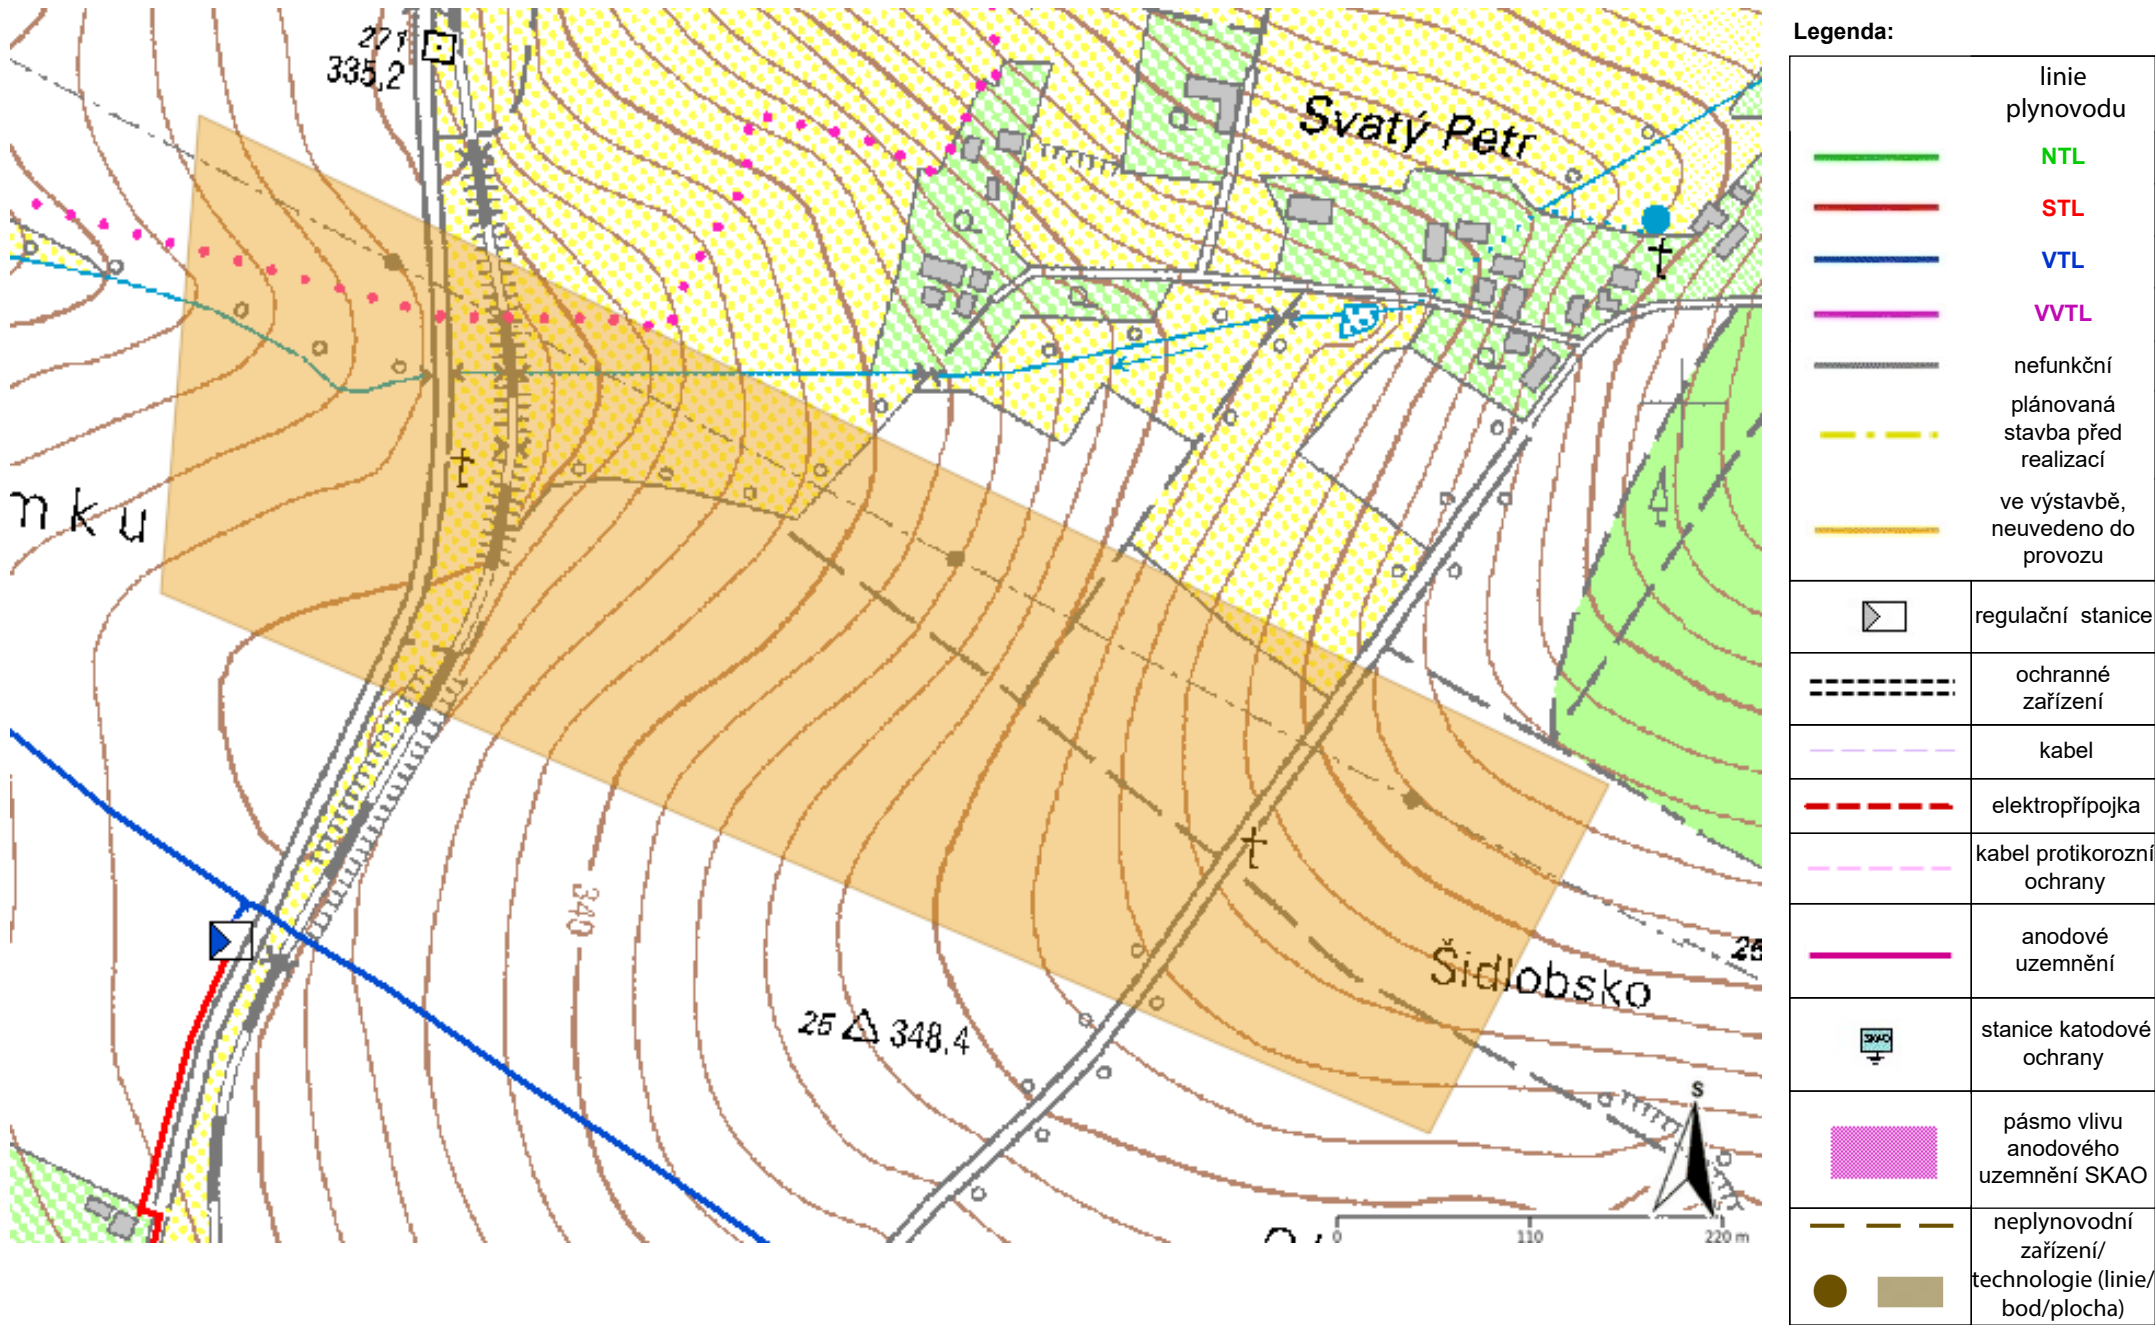 271
335,2
Svatý Petr
m k u
340
25 348,4
Šidlobsko
25
S
0 110 220 m
Legenda:
linie
plynovodu
NTL
STL
VTL
VVTL
nefunkční
plánovaná
stavba před
realizací
ve výstavbě,
neuvedeno do
provozu
regulační stanice
ochranné
zařízení
kabel
elektropřípojka
kabel protikorozní
ochrany
anodové
uzemnění
SKAO
stanice katodové
ochrany
pásmo vlivu
anodového
uzemnění SKAO
neplynovodní
zařízení/
technologie (linie/
bod/plocha)